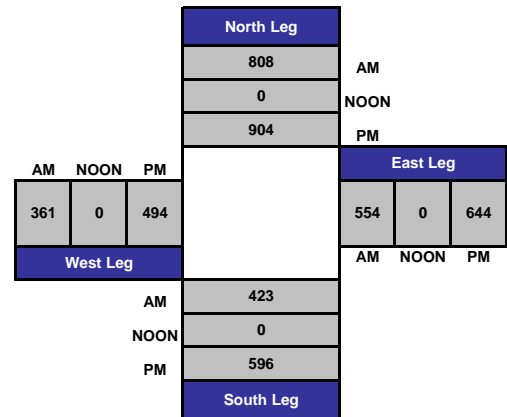 North Leg
808 AM
0 NOON
904 PM
AM NOON PM
East Leg
361 0 494
554 0 644
West Leg
AM NOON PM
AM 423
NOON 0
PM 596
South Leg